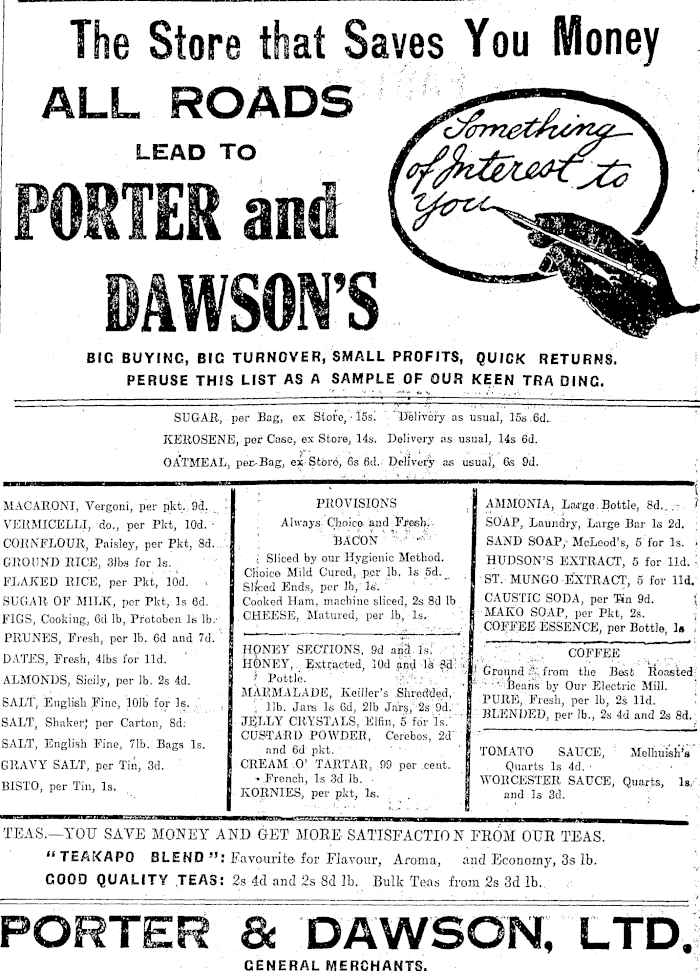 The Store that Saves You Money
ALL ROADS
LEAD TO
PORTER and
DAWSON'S
Something
of Interest to
You
BIG BUYING, BIG TURNOVER, SMALL PROFITS, QUICK RETURNS.
PERUSE THIS LIST AS A SAMPLE OF OUR KEEN TRADING.
SUGAR, per Bag, ex Store, 15s. Delivery as usual, 15s 6d.
KEROSENE, per Case, ex Store, 14s. Delivery as usual, 14s 6d.
OATMEAL, per Bag, ex Store, 6s 6d. Delivery as usual, 6s 9d.
MACARONI, Vergoni, per pkt. 9d.
VERMICELLI, do., per Pkt, 10d.
CORNFLOUR, Paisley, per Pkt, 8d.
GROUND RICE, 3lbs for 1s.
FLAKED RICE, per Pkt, 10d.
SUGAR OF MILK, per Pkt, 1s 6d.
FIGS, Cooking, 6d lb, Protoben 1s lb.
PRUNES, Fresh, per lb. 6d and 7d.
DATES, Fresh, 4lbs for 11d.
ALMONDS, Sicily, per lb. 2s 4d.
SALT, English Fine, 10lb for 1s.
SALT, Shaker, per Carton, 8d.
SALT, English Fine, 7lb. Bags 1s.
GRAVY SALT, per Tin, 3d.
BISTO, per Tin, 1s.
PROVISIONS
Always Choice and Fresh.
BACON
Sliced by our Hygienic Method.
Choice Mild Cured, per lb. 1s 5d.
Sliced Ends, per lb, 1s.
Cooked Ham, machine sliced, 2s 8d lb
CHEESE, Matured, per lb, 1s.
HONEY SECTIONS, 9d and 1s.
HONEY, Extracted, 10d and 1s 8d
Pottle.
MARMALADE, Keiller's Shredded,
1lb. Jars 1s 6d, 2lb Jars, 2s 9d.
JELLY CRYSTALS, Elfin, 5 for 1s.
CUSTARD POWDER, Cerebos, 2d
and 6d pkt.
CREAM O' TARTAR, 99 per cent.
French, 1s 3d lb.
KORNIES, per pkt, 1s.
AMMONIA, Large Bottle, 8d.
SOAP, Laundry, Large Bar 1s 2d.
SAND SOAP, McLeod's, 5 for 1s.
HUDSON'S EXTRACT, 5 for 11d.
ST. MUNGO EXTRACT, 5 for 11d.
CAUSTIC SODA, per Tin 9d.
MAKO SOAP, per Pkt, 2s.
COFFEE ESSENCE, per Bottle, 1s
COFFEE
Ground from the Best Roasted
Beans by Our Electric Mill.
PURE, Fresh, per lb, 2s 11d.
BLENDED, per lb., 2s 4d and 2s 8d.
TOMATO SAUCE, Melhuish's
Quarts 1s 4d.
WORCESTER SAUCE, Quarts, 1s
and 1s 3d.
TEAS.—YOU SAVE MONEY AND GET MORE SATISFACTION FROM OUR TEAS.
"TEAKAPO BLEND": Favourite for Flavour, Aroma, and Economy, 3s lb.
GOOD QUALITY TEAS: 2s 4d and 2s 8d lb. Bulk Teas from 2s 3d lb.
PORTER & DAWSON, LTD.
GENERAL MERCHANTS.